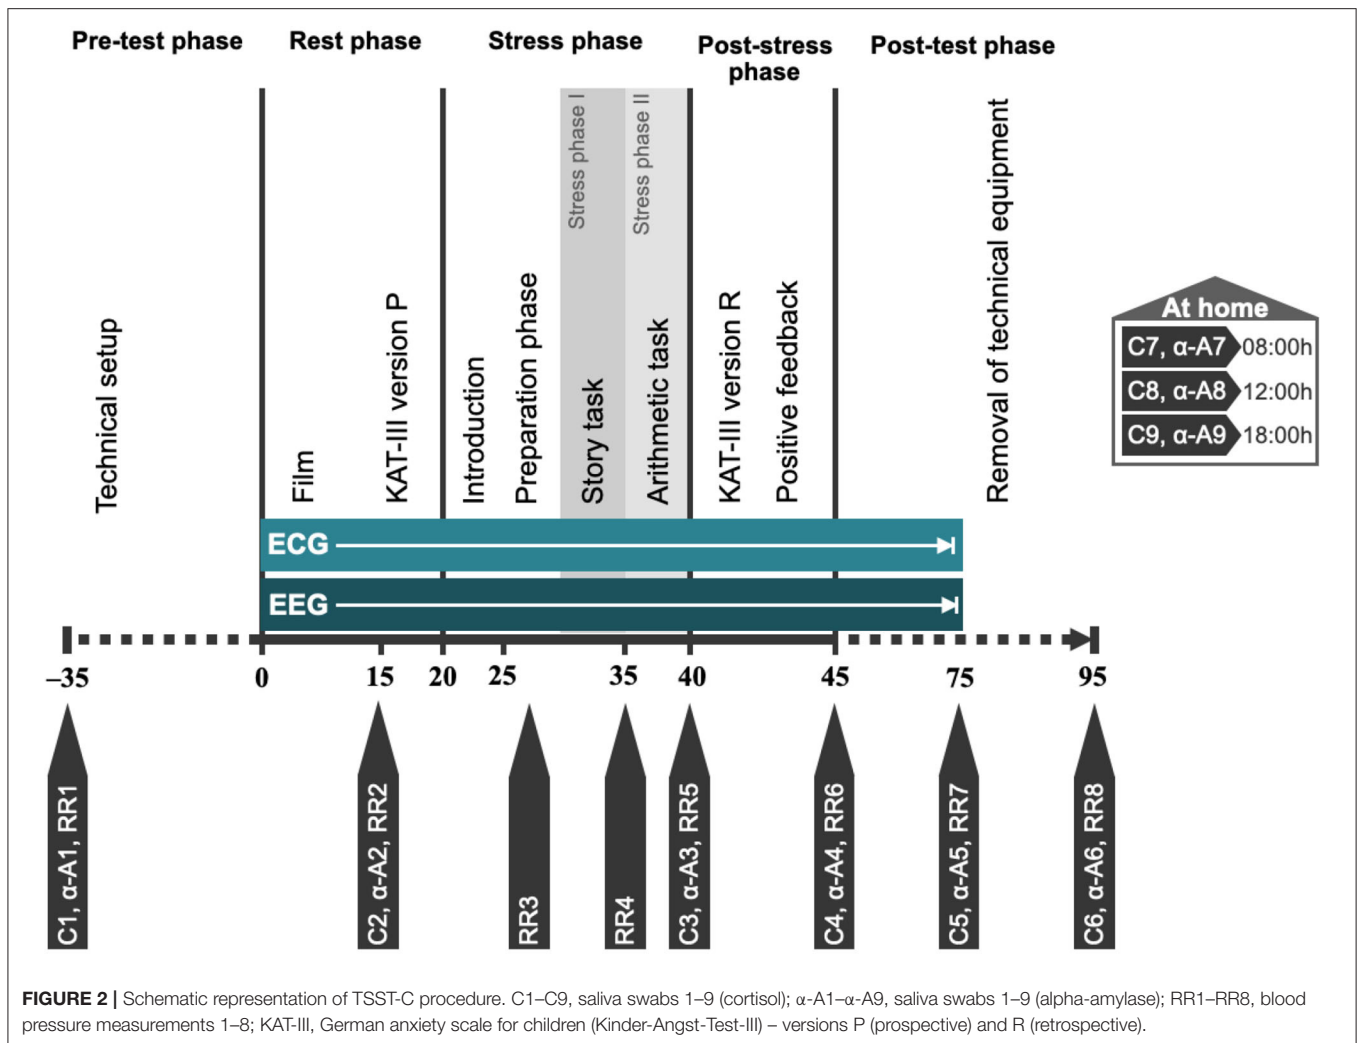 Pre-test phase
Rest phase
Stress phase
Post-stress
phase
Post-test phase
Stress phase I
Stress phase II
Technical setup
Film
KAT-III version P
Introduction
Preparation phase
Story task
Arithmetic task
KAT-III version R
Positive feedback
Removal of technical equipment
At home
C7, α-A7 08:00h
C8, α-A8 12:00h
C9, α-A9 18:00h
ECG
EEG
–35 0 15 20 25 35 40 45 75 95
C1, α-A1, RR1
C2, α-A2, RR2
RR3
RR4
C3, α-A3, RR5
C4, α-A4, RR6
C5, α-A5, RR7
C6, α-A6, RR8
FIGURE 2 | Schematic representation of TSST-C procedure. C1–C9, saliva swabs 1–9 (cortisol); α-A1–α-A9, saliva swabs 1–9 (alpha-amylase); RR1–RR8, blood
pressure measurements 1–8; KAT-III, German anxiety scale for children (Kinder-Angst-Test-III) – versions P (prospective) and R (retrospective).